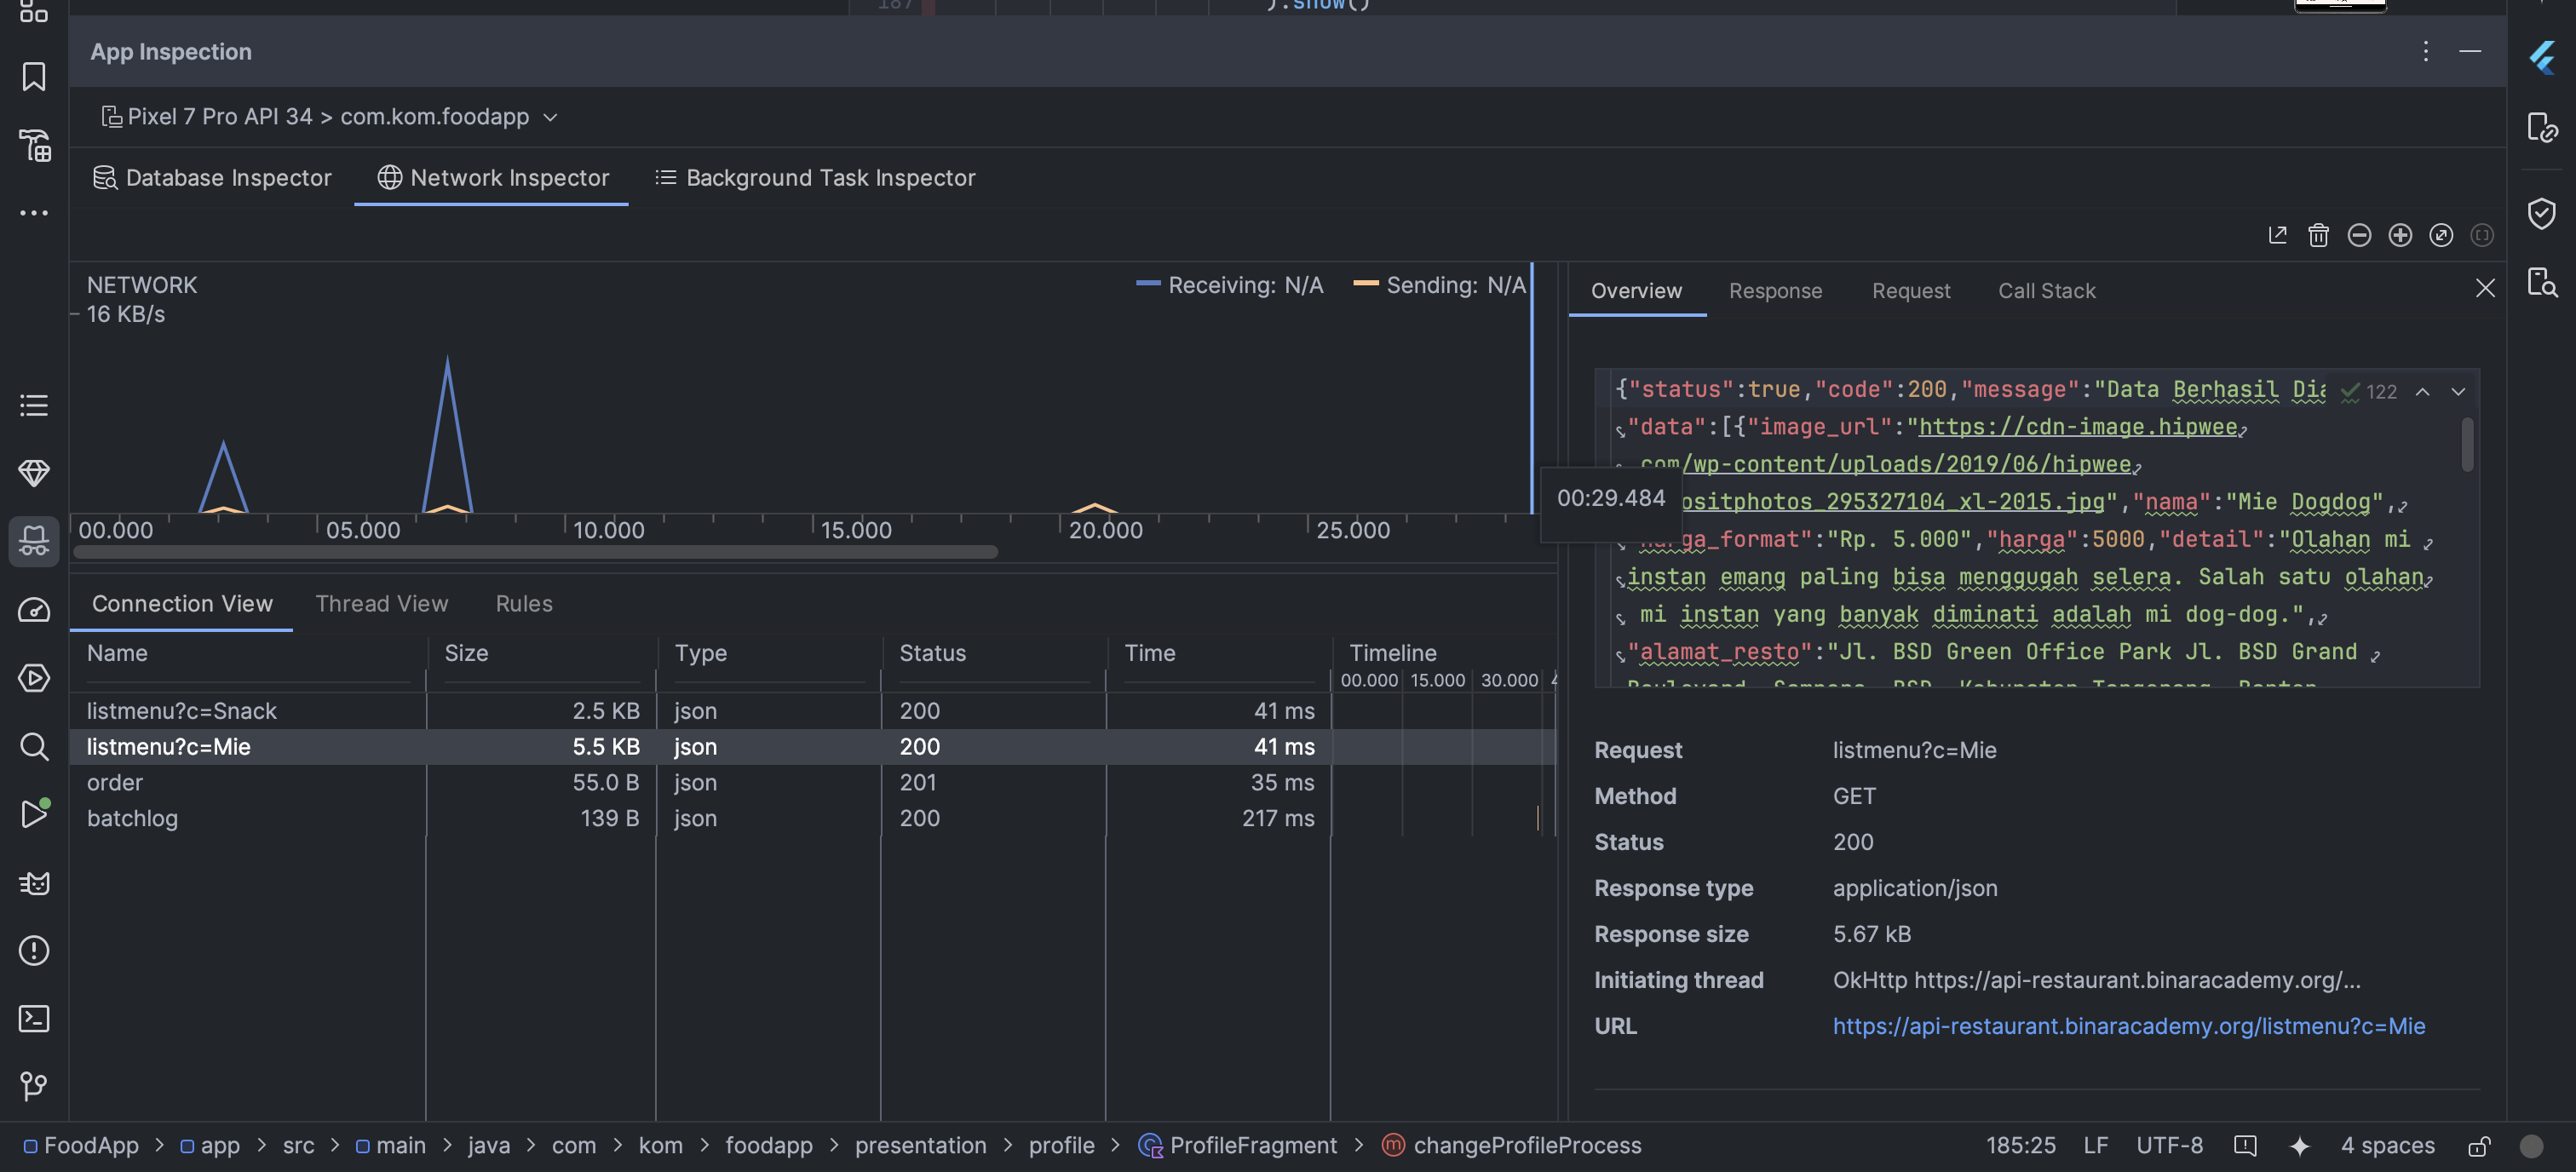 187
).show()
App Inspection
Pixel 7 Pro API 34 > com.kom.foodapp
Database Inspector
Network Inspector
Background Task Inspector
NETWORK
16 KB/s
Receiving: N/A
Sending: N/A
00.000
05.000
10.000
15.000
20.000
25.000
00:29.484
Connection View
Thread View
Rules
Name Size Type Status Time Timeline
00.000 15.000 30.000
listmenu?c=Snack 2.5 KB json 200 41 ms
listmenu?c=Mie 5.5 KB json 200 41 ms
order 55.0 B json 201 35 ms
batchlog 139 B json 200 217 ms
Overview
Response
Request
Call Stack
{"status":true,"code":200,"message":"Data Berhasil Dia
122
"data":[{"image_url":"https://cdn-image.hipwee
com/wp-content/uploads/2019/06/hipwee
ositphotos_295327104_xl-2015.jpg","nama":"Mie Dogdog",
harga_format":"Rp. 5.000","harga":5000,"detail":"Olahan mi
instan emang paling bisa menggugah selera. Salah satu olahan
mi instan yang banyak diminati adalah mi dog-dog.",
"alamat_resto":"Jl. BSD Green Office Park Jl. BSD Grand
Boulevard, Sampora, BSD, Kabupaten Tangerang, Banten
Request listmenu?c=Mie
Method GET
Status 200
Response type application/json
Response size 5.67 kB
Initiating thread OkHttp https://api-restaurant.binaracademy.org/...
URL https://api-restaurant.binaracademy.org/listmenu?c=Mie
FoodApp > app > src > main > java > com > kom > foodapp > presentation > profile > ProfileFragment > changeProfileProcess
185:25 LF UTF-8 4 spaces